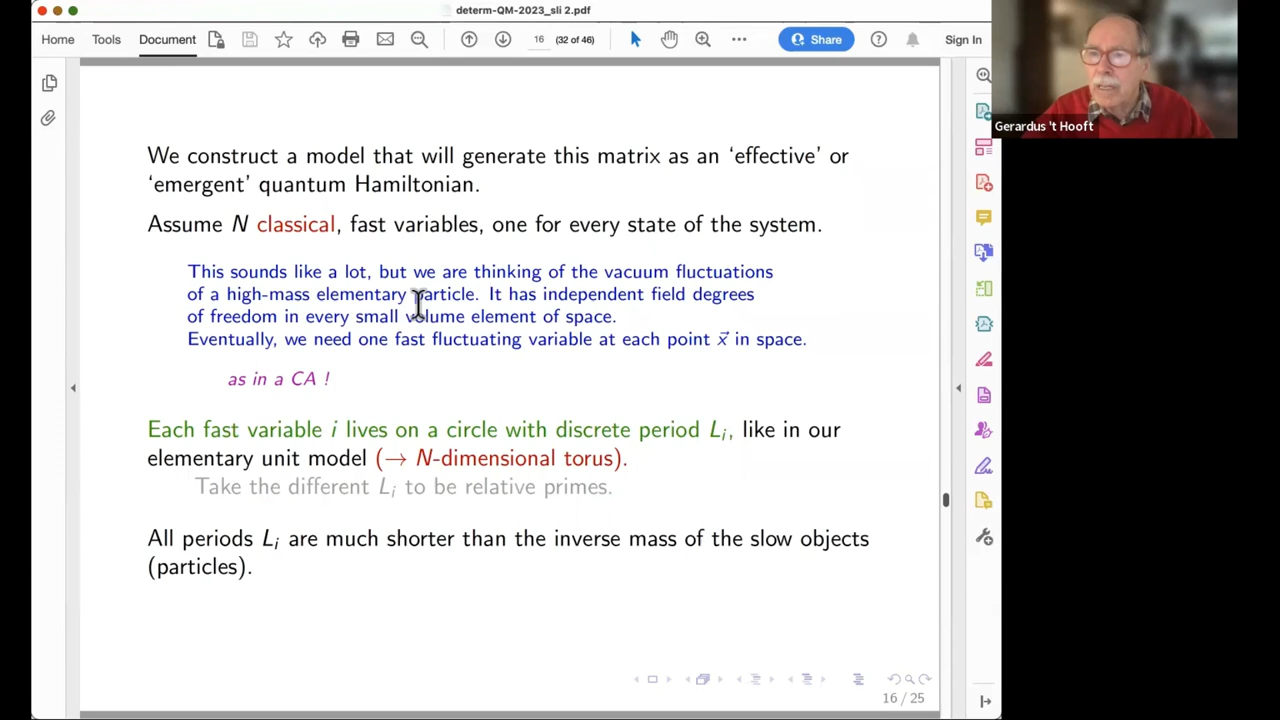 determ-QM-2023_sli 2.pdf
Home Tools Document 16 (32 of 46) Share Sign In
Gerardus 't Hooft
We construct a model that will generate this matrix as an ‘effective’ or
‘emergent’ quantum Hamiltonian.
Assume N classical, fast variables, one for every state of the system.
This sounds like a lot, but we are thinking of the vacuum fluctuations
of a high-mass elementary particle. It has independent field degrees
of freedom in every small volume element of space.
Eventually, we need one fast fluctuating variable at each point x⃗ in space.
as in a CA !
Each fast variable i lives on a circle with discrete period Lᵢ, like in our
elementary unit model (→ N-dimensional torus).
Take the different Lᵢ to be relative primes.
All periods Lᵢ are much shorter than the inverse mass of the slow objects
(particles).
16 / 25